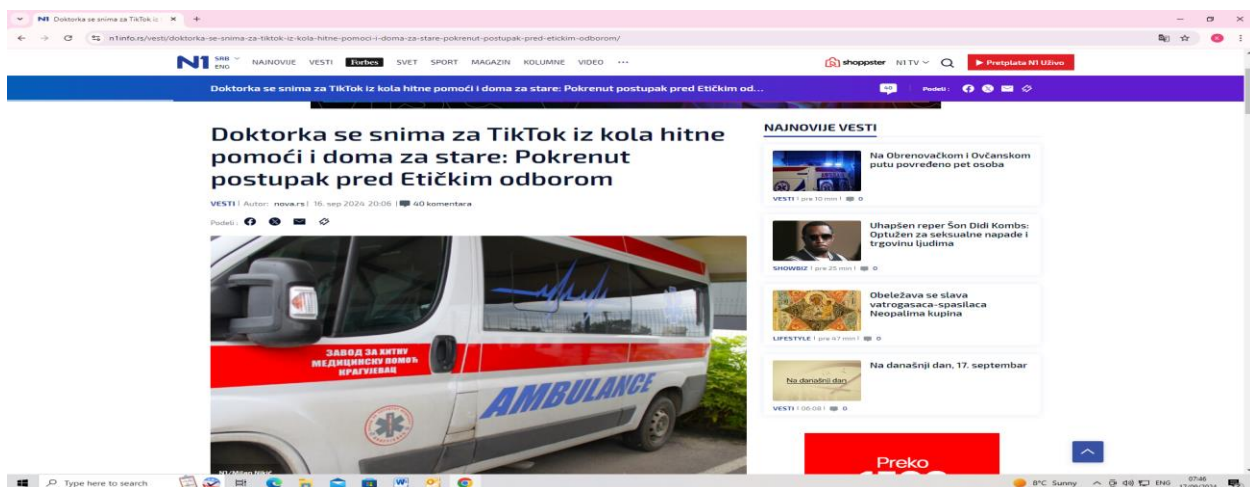 N1 Doktorka se snima za TikTok iz
n1info.rs/vesti/doktorka-se-snima-za-tiktok-iz-kola-hitne-pomoci-i-doma-za-stare-pokrenut-postupak-pred-etickim-odborom/
N1 SRB ENG NAJNOVIJE VESTI Forbes SVET SPORT MAGAZIN KOLUMNE VIDEO ... shoppster N1 TV Pretplata N1 Uživo
Doktorka se snima za TikTok iz kola hitne pomoći i doma za stare: Pokrenut postupak pred Etičkim od... 40 Podeli :
Doktorka se snima za TikTok iz kola hitne
pomoći i doma za stare: Pokrenut
postupak pred Etičkim odborom
VESTI | Autor: nova.rs | 16. sep 2024 20:06 | 40 komentara
Podeli :
ЗАВОД ЗА ХИТНУ
МЕДИЦИНСКУ ПОМОЋ
КРАГУЈЕВАЦ
AMBULANCE
N1/Milan Nikić
NAJNOVIJE VESTI
Na Obrenovačkom i Ovčanskom
putu povređeno pet osoba
VESTI | pre 10 min | 0
Uhapšen reper Šon Didi Kombs:
Optužen za seksualne napade i
trgovinu ljudima
SHOWBIZ | pre 25 min | 0
Obeležava se slava
vatrogasaca-spasilaca
Neopalima kupina
LIFESTYLE | pre 47 min | 0
Na današnji dan
Na današnji dan, 17. septembar
VESTI | 06:08 | 0
Preko
Type here to search
8°C Sunny ENG 07:46
17/09/2024